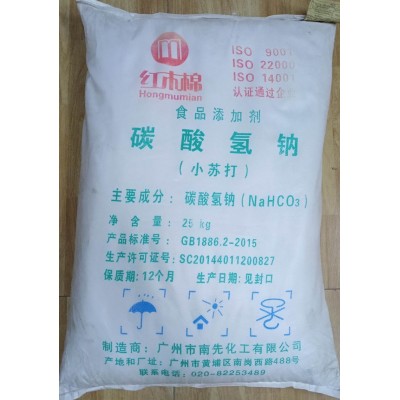 ISO 9001
ISO 22000
ISO 14001
认证通过企
红木棉
Hongmumian
食品添加剂
碳酸氢钠
(小苏打)
主要成分: 碳酸氢钠(NaHCO3)
净 含 量: 25 kg
产品标准号: GB1886.2-2015
生产许可证号: SC20144011200827
保质期: 12个月 生产日期: 见封口
制造商: 广州市南先化工有限公司
产地和厂址: 广州市黄埔区南岗西路488号
联系电话: 020-82253489